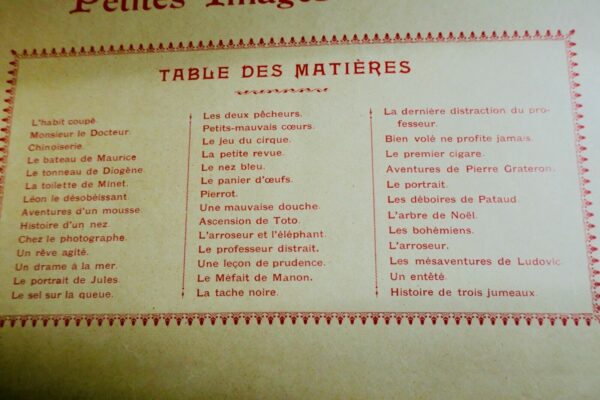 Petites Images
TABLE DES MATIÈRES
L'habit coupé.
Monsieur le Docteur.
Chinoiserie.
Le bateau de Maurice
Le tonneau de Diogène.
La toilette de Minet.
Léon le désobéissant.
Aventures d'un mousse.
Histoire d'un nez.
Chez le photographe.
Un rêve agité.
Un drame à la mer.
Le portrait de Jules
Le sel sur la queue.
Les deux pêcheurs.
Petits-mauvais cœurs.
Le jeu du cirque.
La petite revue.
Le nez bleu.
Le panier d'œufs.
Pierrot.
Une mauvaise douche.
Ascension de Toto.
L'arroseur et l'éléphant.
Le professeur distrait.
Une leçon de prudence.
Le Méfait de Manon.
La tache noire.
La dernière distraction du pro-
fesseur.
Bien volé ne profite jamais.
Le premier cigare.
Aventures de Pierre Grateron.
Le portrait.
Les déboires de Pataud.
L'arbre de Noël.
Les bohémiens.
L'arroseur.
Les mésaventures de Ludovic.
Un entêté.
Histoire de trois jumeaux.